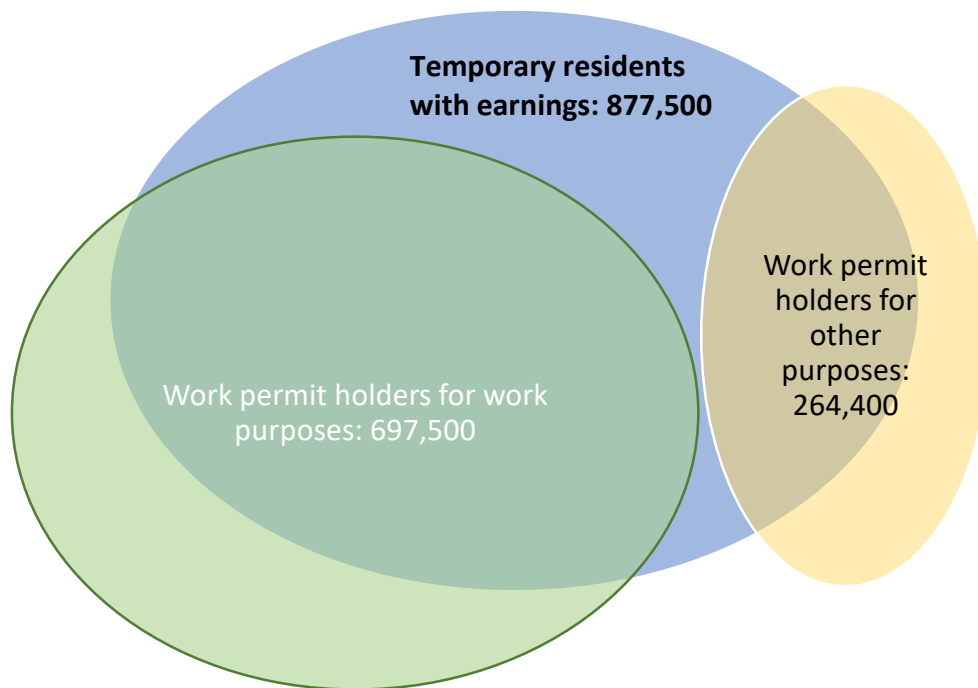 Temporary residents
with earnings: 877,500
Work permit
holders for
other
purposes:
264,400
Work permit holders for work
purposes: 697,500